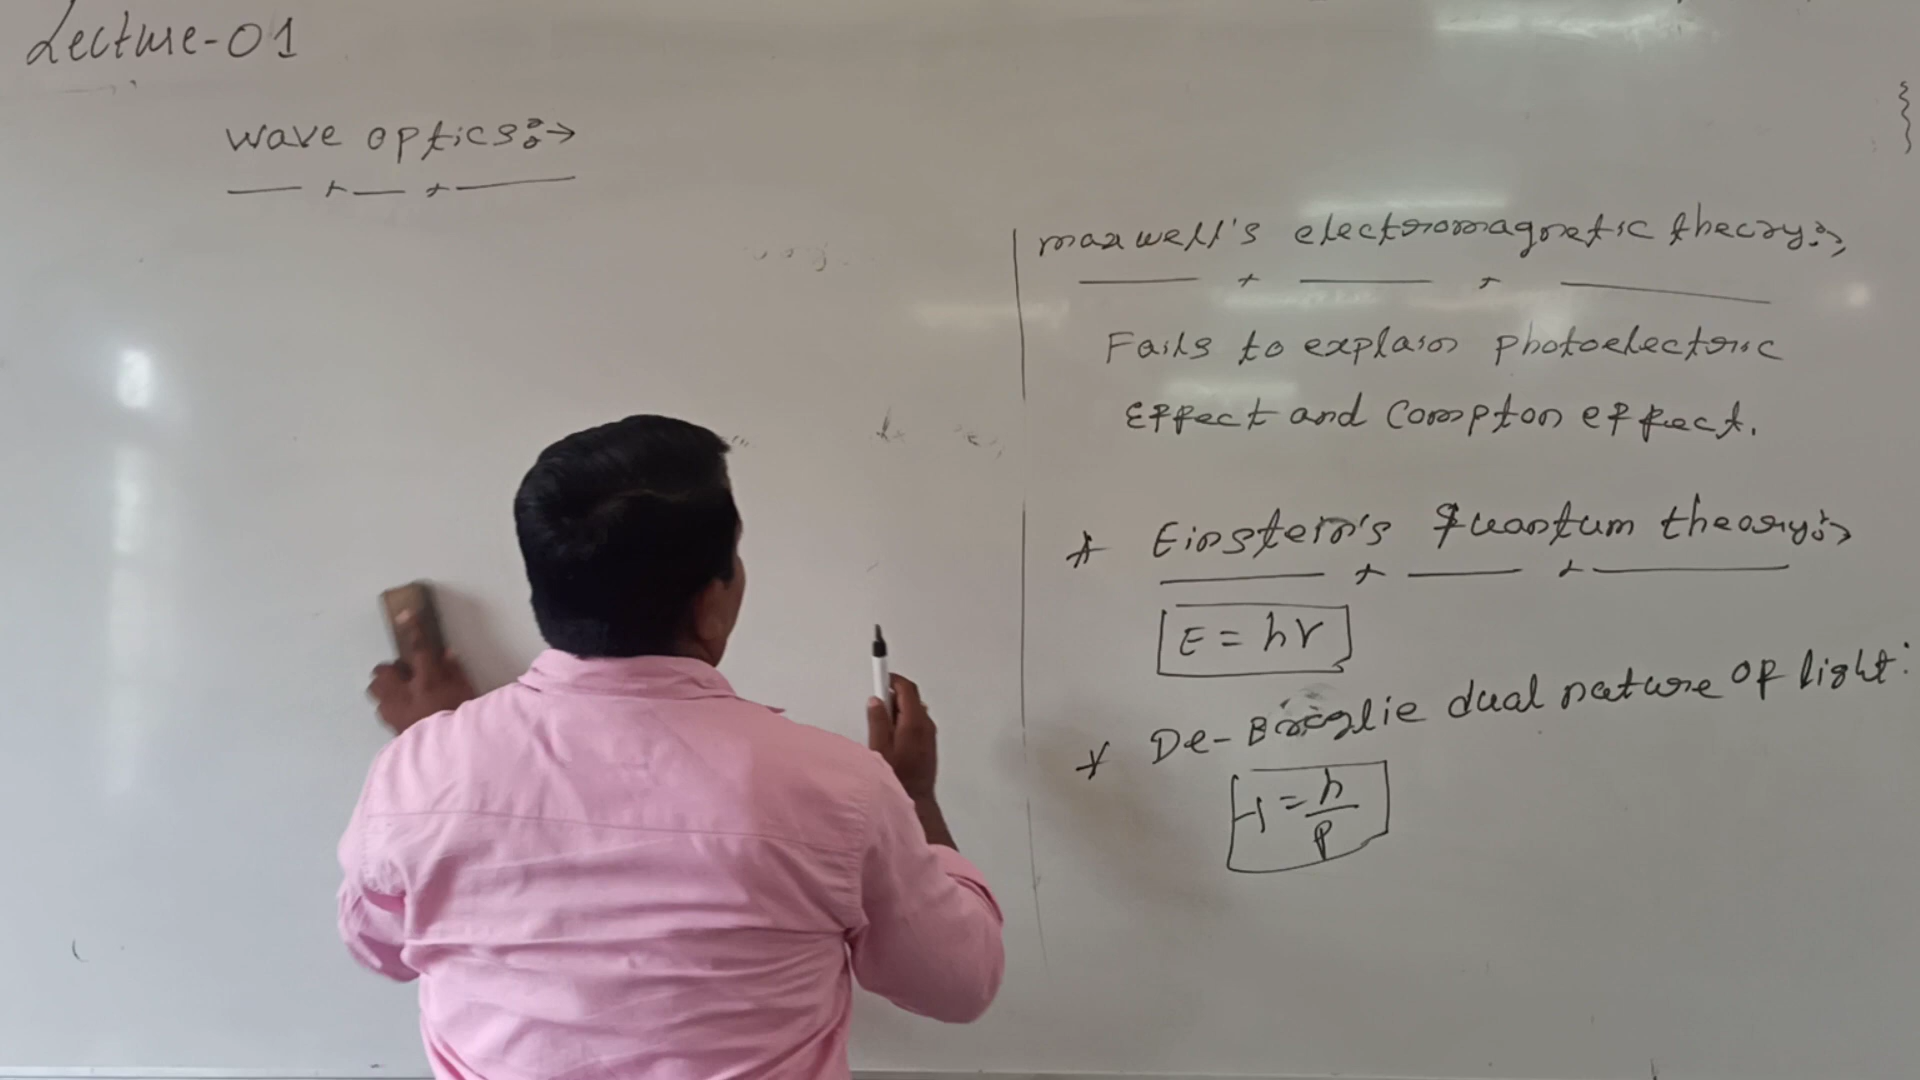 Lecture-01
wave optics:→
maxwell's electromagnetic theory:→
Fails to explain photoelectric
Effect and Compton effect.
* Einstein's quantum theory:→
E = hν
* De-Broglie dual nature of light:
λ = h/p